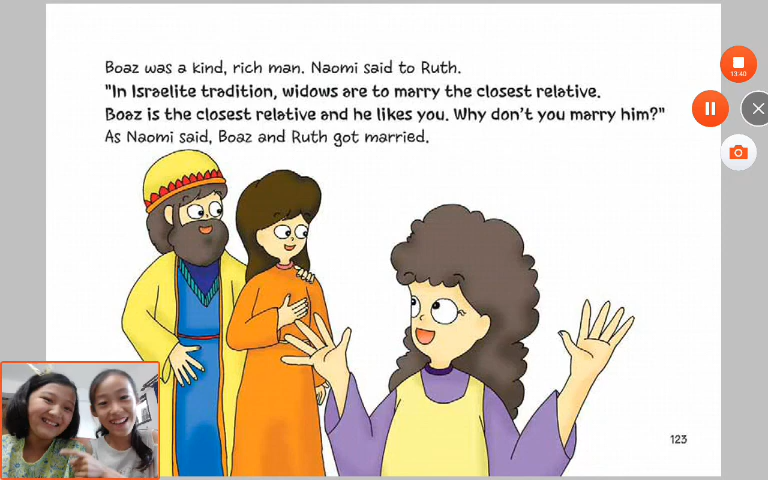 Boaz was a kind, rich man. Naomi said to Ruth.
"In Israelite tradition, widows are to marry the closest relative.
Boaz is the closest relative and he likes you. Why don't you marry him?"
As Naomi said, Boaz and Ruth got married.
13:40
123